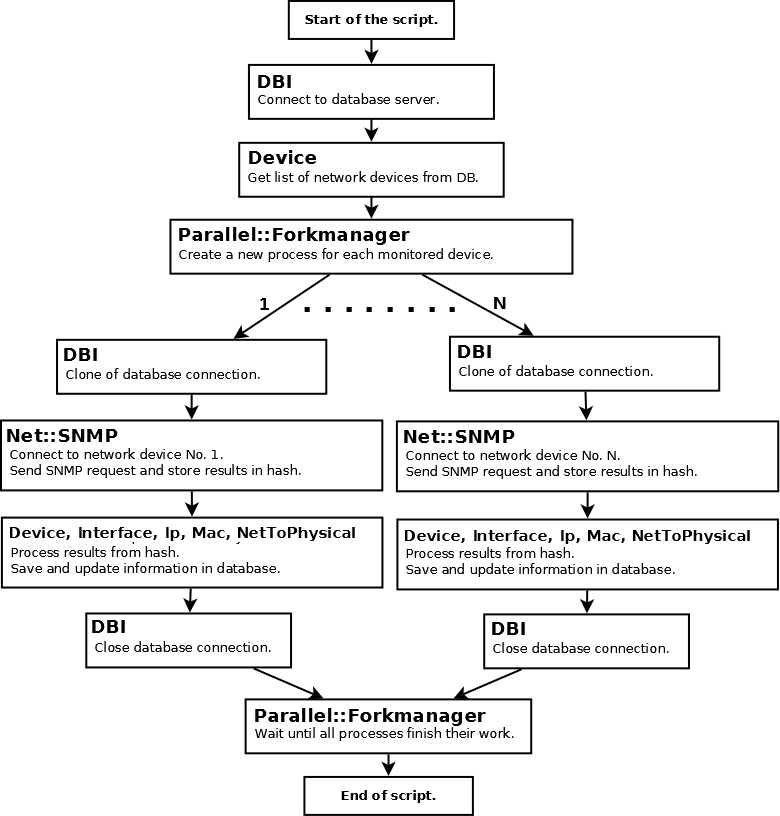 Start of the script.
DBI
Connect to database server.
Device
Get list of network devices from DB.
Parallel::Forkmanager
Create a new process for each monitored device.
1 . . . . . . . . N
DBI
Clone of database connection.
DBI
Clone of database connection.
Net::SNMP
Connect to network device No. 1.
Send SNMP request and store results in hash.
Net::SNMP
Connect to network device No. N.
Send SNMP request and store results in hash.
Device, Interface, Ip, Mac, NetToPhysical
Process results from hash.
Save and update information in database.
Device, Interface, Ip, Mac, NetToPhysical
Process results from hash.
Save and update information in database.
DBI
Close database connection.
DBI
Close database connection.
Parallel::Forkmanager
Wait until all processes finish their work.
End of script.